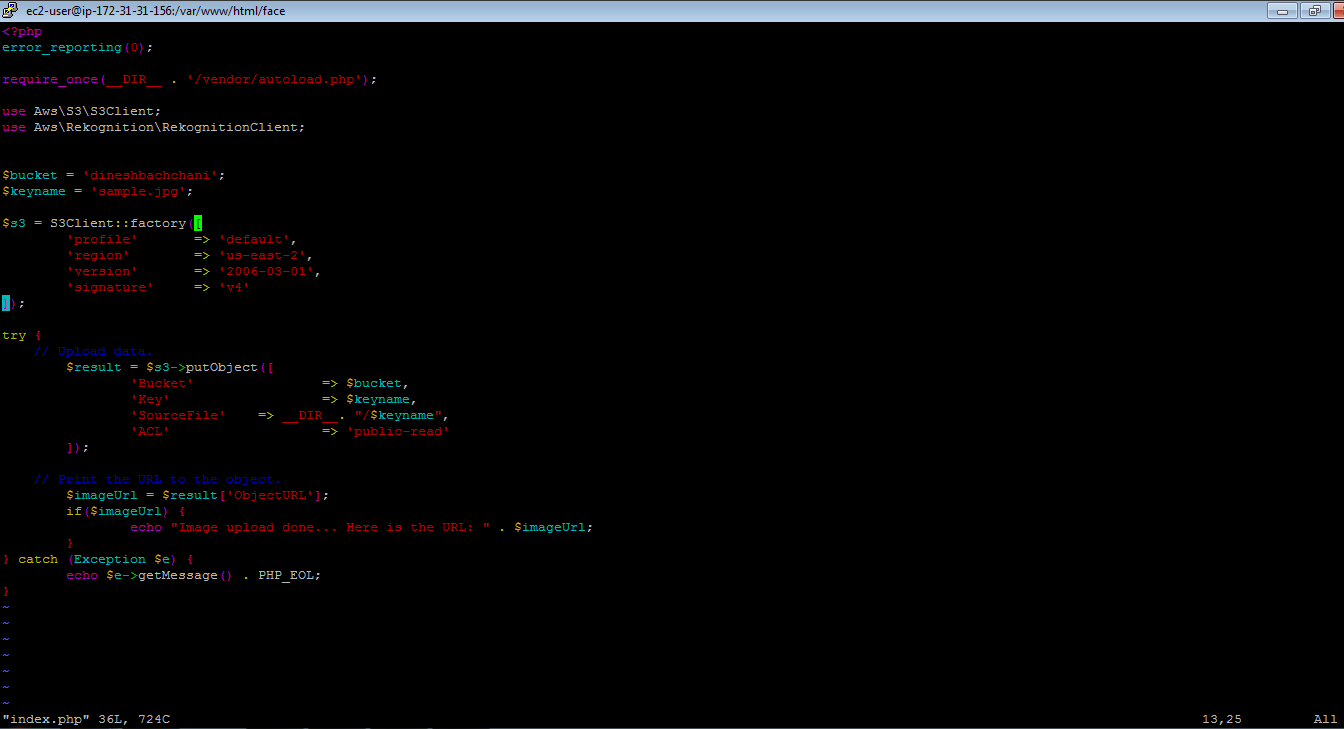 ec2-user@ip-172-31-31-156:/var/www/html/face
<?php
error_reporting(0);
require_once(__DIR__ . '/vendor/autoload.php');
use Aws\S3\S3Client;
use Aws\Rekognition\RekognitionClient;
$bucket = 'dineshbachchani';
$keyname = 'sample.jpg';
$s3 = S3Client::factory([
        'profile'       => 'default',
        'region'        => 'us-east-2',
        'version'       => '2006-03-01',
        'signature'     => 'v4'
]);
try {
    // Upload data.
        $result = $s3->putObject([
                'Bucket'                => $bucket,
                'Key'                   => $keyname,
                'SourceFile'    => __DIR__. "/$keyname",
                'ACL'                   => 'public-read'
        ]);
    // Print the URL to the object.
        $imageUrl = $result['ObjectURL'];
        if($imageUrl) {
                echo "Image upload done... Here is the URL: " . $imageUrl;
        }
} catch (Exception $e) {
        echo $e->getMessage() . PHP_EOL;
}
~
~
~
~
~
~
~
"index.php" 36L, 724C 13,25 All